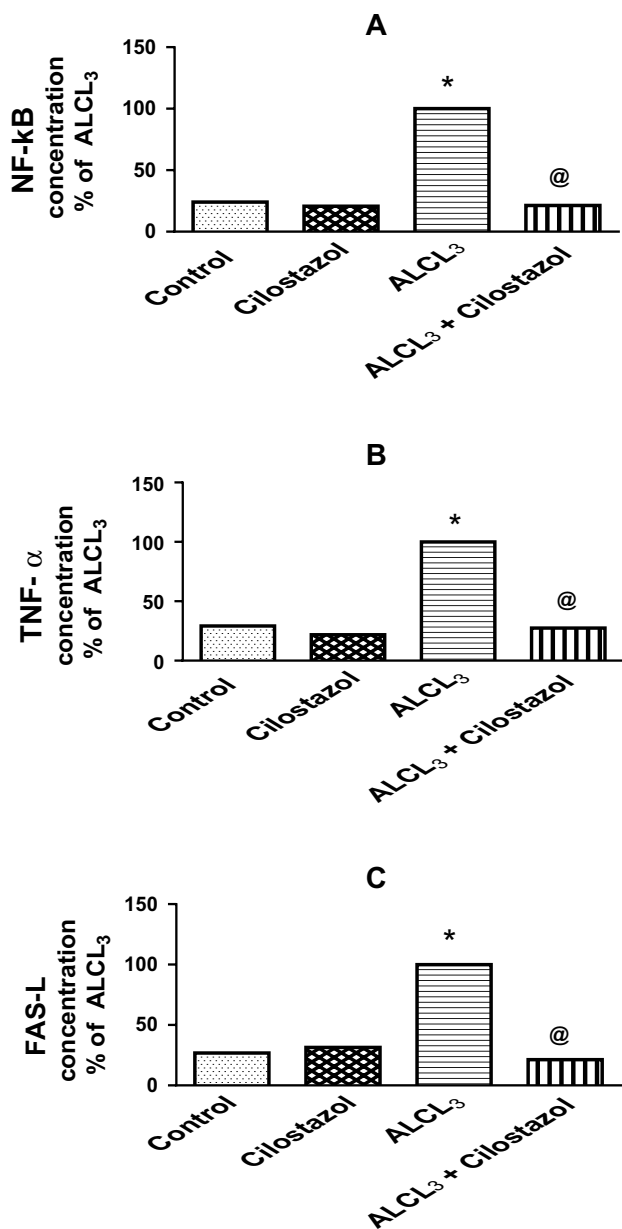 A
NF-kB
concentration
% of ALCL₃
150
100
50
0
*
@
Control
Cilostazol
ALCL₃
ALCL₃ + Cilostazol
B
TNF- α
concentration
% of ALCL₃
150
100
50
0
*
@
Control
Cilostazol
ALCL₃
ALCL₃ + Cilostazol
C
FAS-L
concentration
% of ALCL₃
150
100
50
0
*
@
Control
Cilostazol
ALCL₃
ALCL₃ + Cilostazol